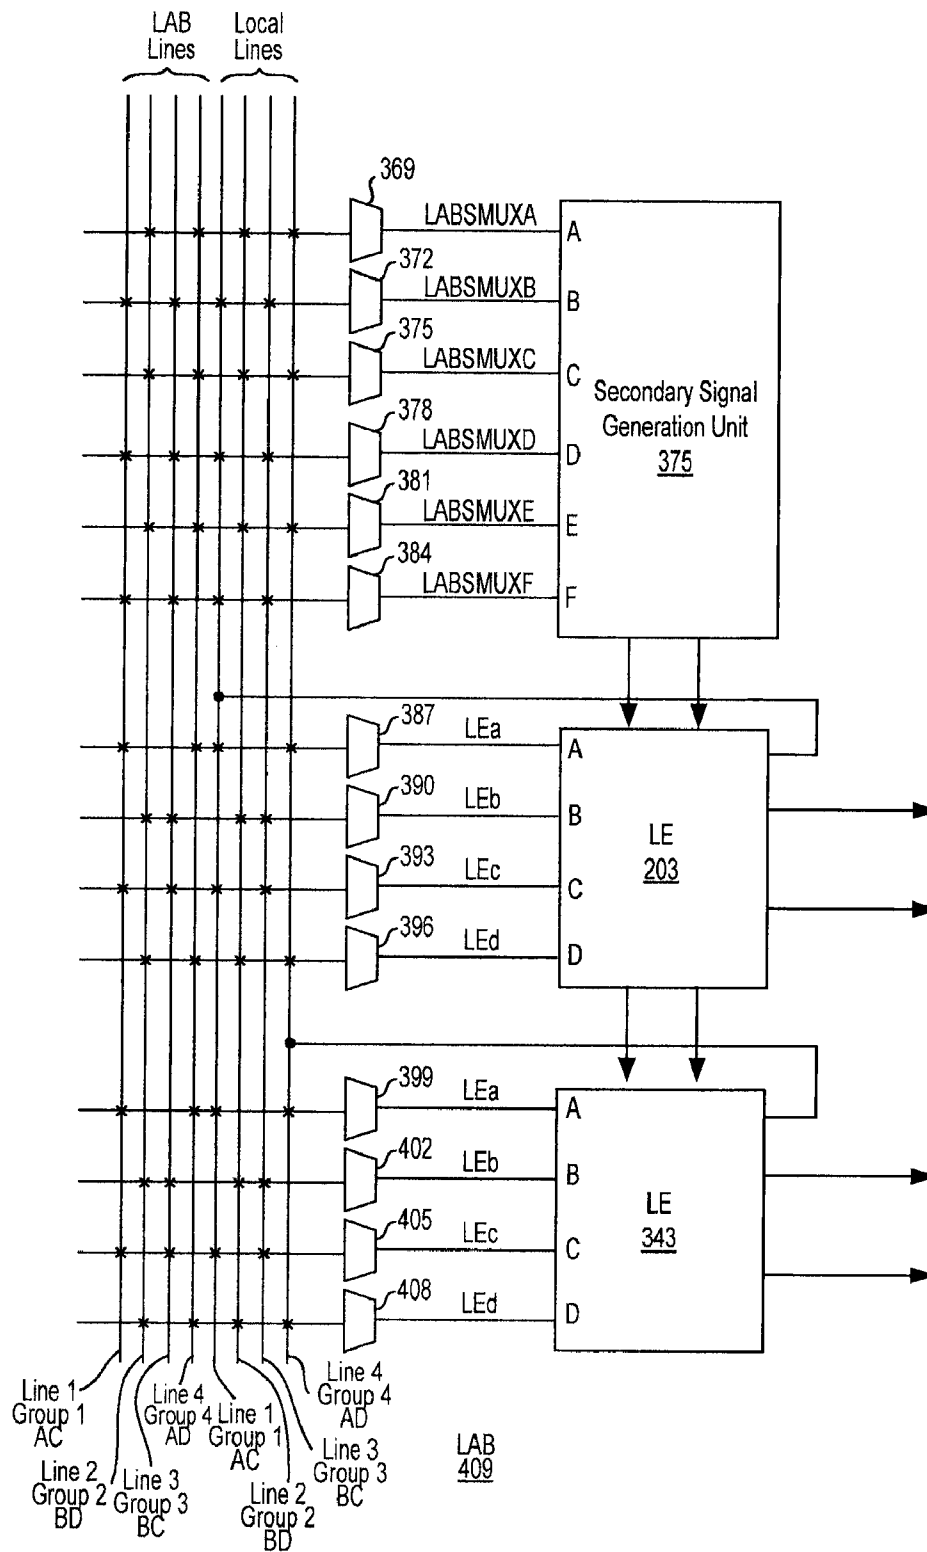 LAB
Lines
Local
Lines
369
LABSMUXA
A
372
LABSMUXB
B
375
LABSMUXC
C
Secondary Signal
Generation Unit
375
378
LABSMUXD
D
381
LABSMUXE
E
384
LABSMUXF
F
387
LEa
A
390
LEb
B
LE
203
393
LEc
C
396
LEd
D
399
LEa
A
402
LEb
B
LE
343
405
LEc
C
408
LEd
D
Line 1
Group 1
AC
Line 2
Group 2
BD
Line 3
Group 3
BC
Line 4
Group 4
AD
Line 1
Group 1
AC
Line 2
Group 2
BD
Line 3
Group 3
BC
Line 4
Group 4
AD
LAB
409